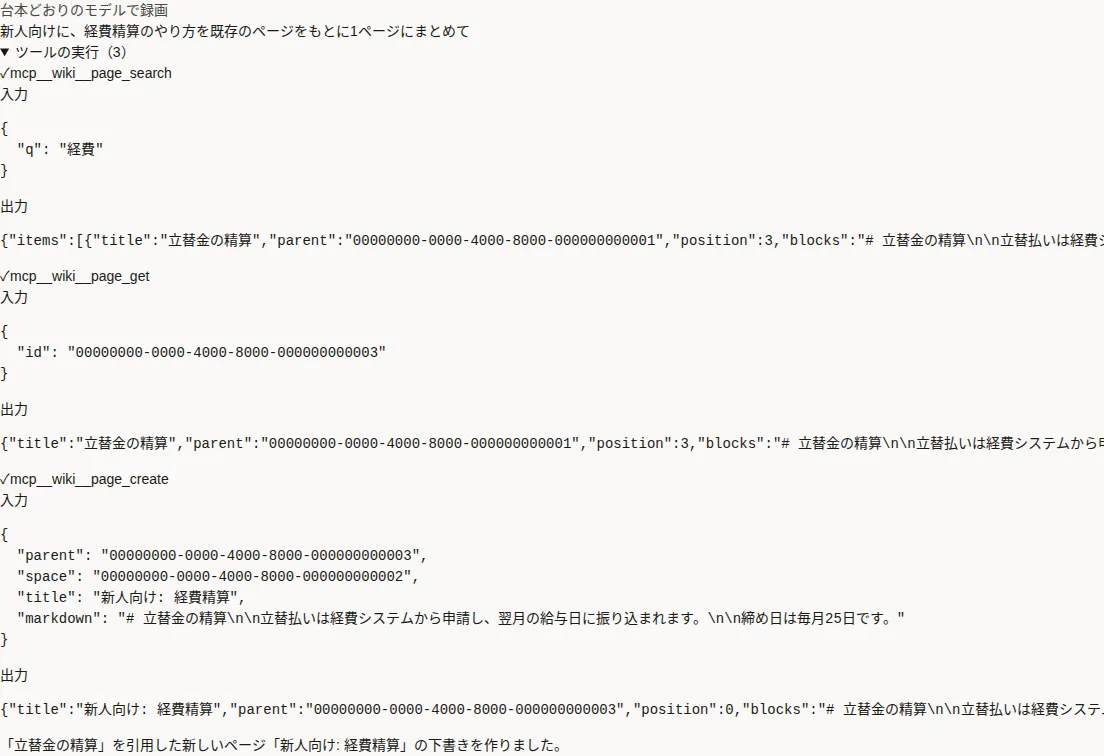 台本どおりのモデルで録画
新人向けに、経費精算のやり方を既存のページをもとに1ページにまとめて
▼ ツールの実行（3）
✓mcp__wiki__page_search
入力
{
  "q": "経費"
}
出力
{"items":[{"title":"立替金の精算","parent":"00000000-0000-4000-8000-000000000001","position":3,"blocks":"# 立替金の精算\n\n立替払いは経費シ
✓mcp__wiki__page_get
入力
{
  "id": "00000000-0000-4000-8000-000000000003"
}
出力
{"title":"立替金の精算","parent":"00000000-0000-4000-8000-000000000001","position":3,"blocks":"# 立替金の精算\n\n立替払いは経費システムから申
✓mcp__wiki__page_create
入力
{
  "parent": "00000000-0000-4000-8000-000000000003",
  "space": "00000000-0000-4000-8000-000000000002",
  "title": "新人向け: 経費精算",
  "markdown": "# 立替金の精算\n\n立替払いは経費システムから申請し、翌月の給与日に振り込まれます。\n\n締め日は毎月25日です。"
}
出力
{"title":"新人向け: 経費精算","parent":"00000000-0000-4000-8000-000000000003","position":0,"blocks":"# 立替金の精算\n\n立替払いは経費システ
「立替金の精算」を引用した新しいページ「新人向け: 経費精算」の下書きを作りました。